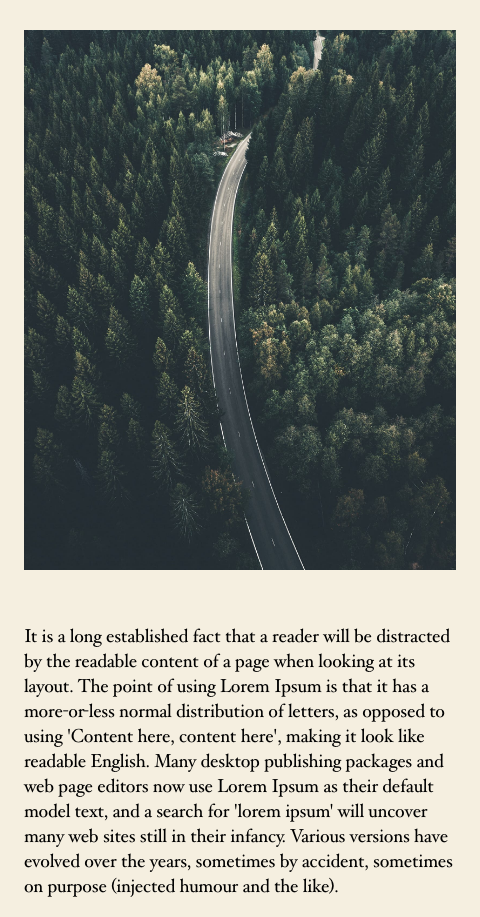 It is a long established fact that a reader will be distracted
by the readable content of a page when looking at its
layout. The point of using Lorem Ipsum is that it has a
more-or-less normal distribution of letters, as opposed to
using 'Content here, content here', making it look like
readable English. Many desktop publishing packages and
web page editors now use Lorem Ipsum as their default
model text, and a search for 'lorem ipsum' will uncover
many web sites still in their infancy. Various versions have
evolved over the years, sometimes by accident, sometimes
on purpose (injected humour and the like).